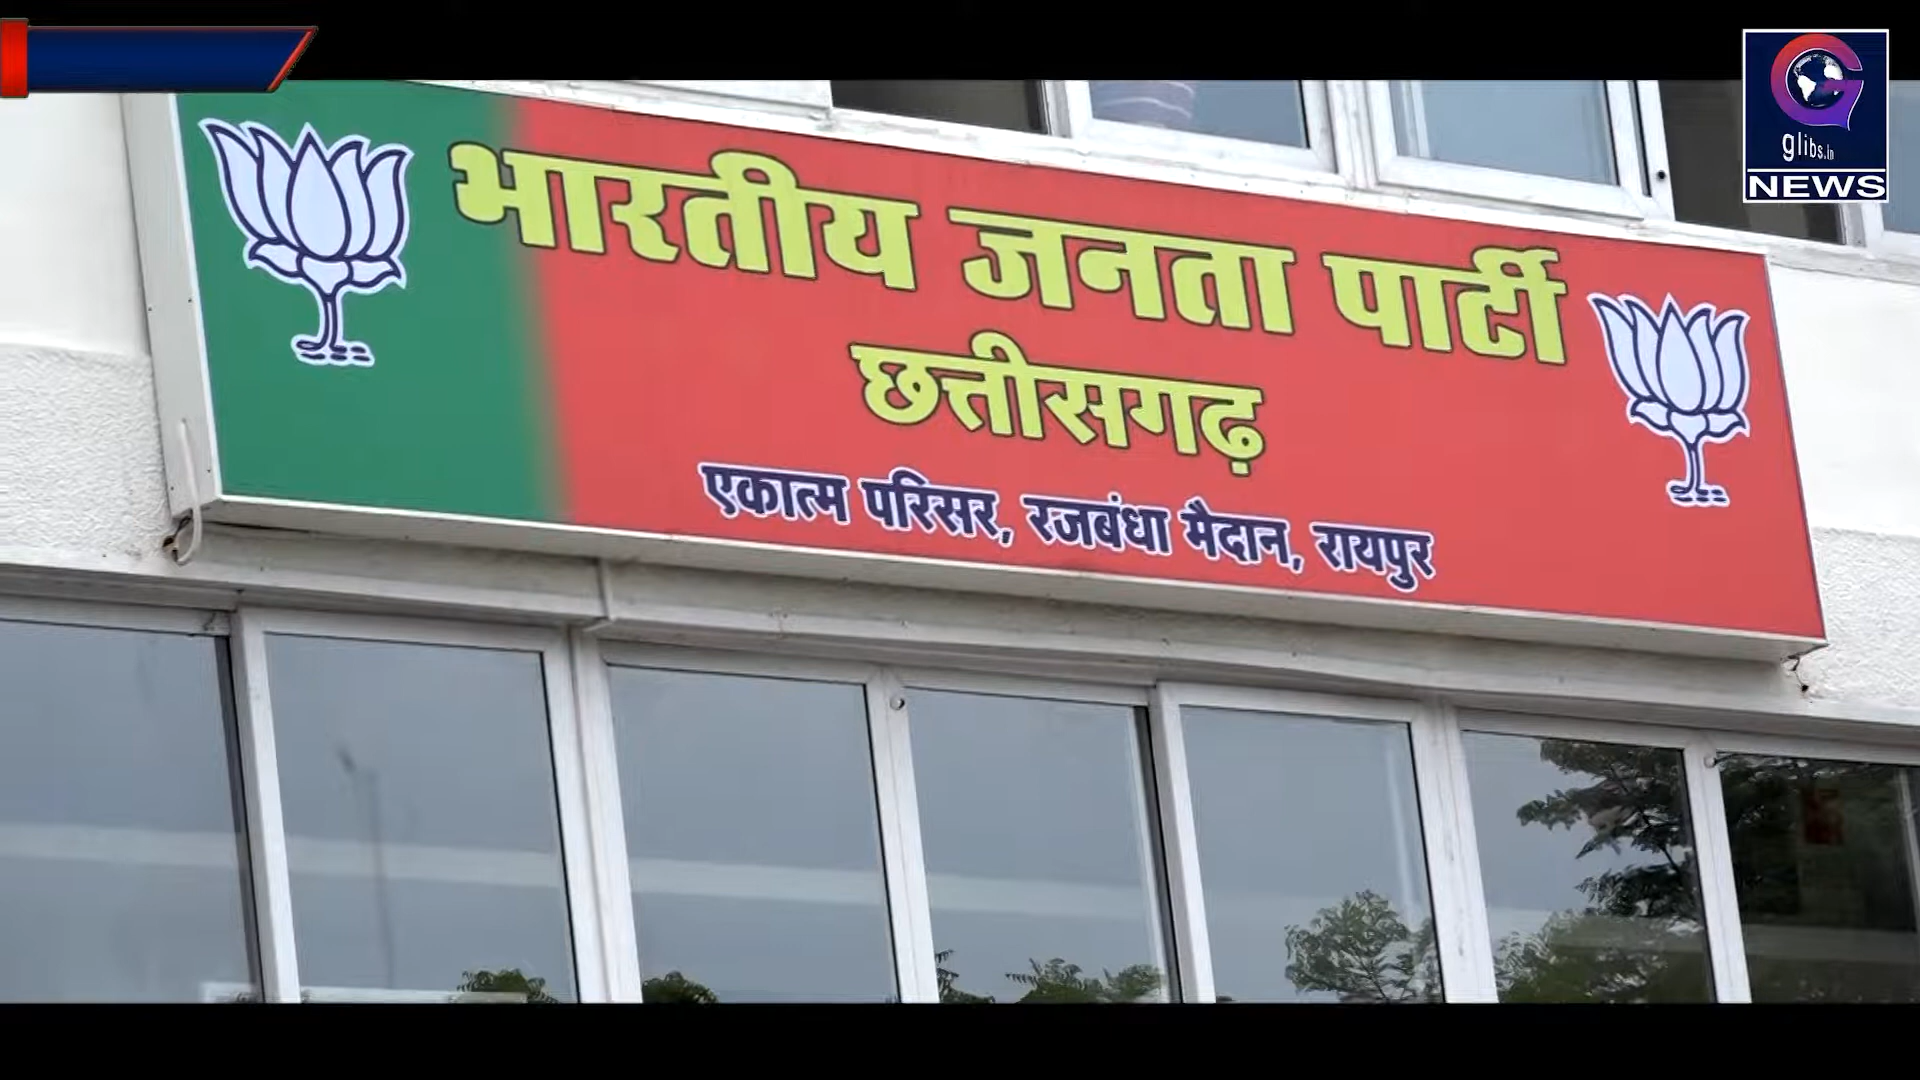 भारतीय जनता पार्टी
छत्तीसगढ़
एकात्म परिसर, रजबंधा मैदान, रायपुर
G
glibs.in
NEWS